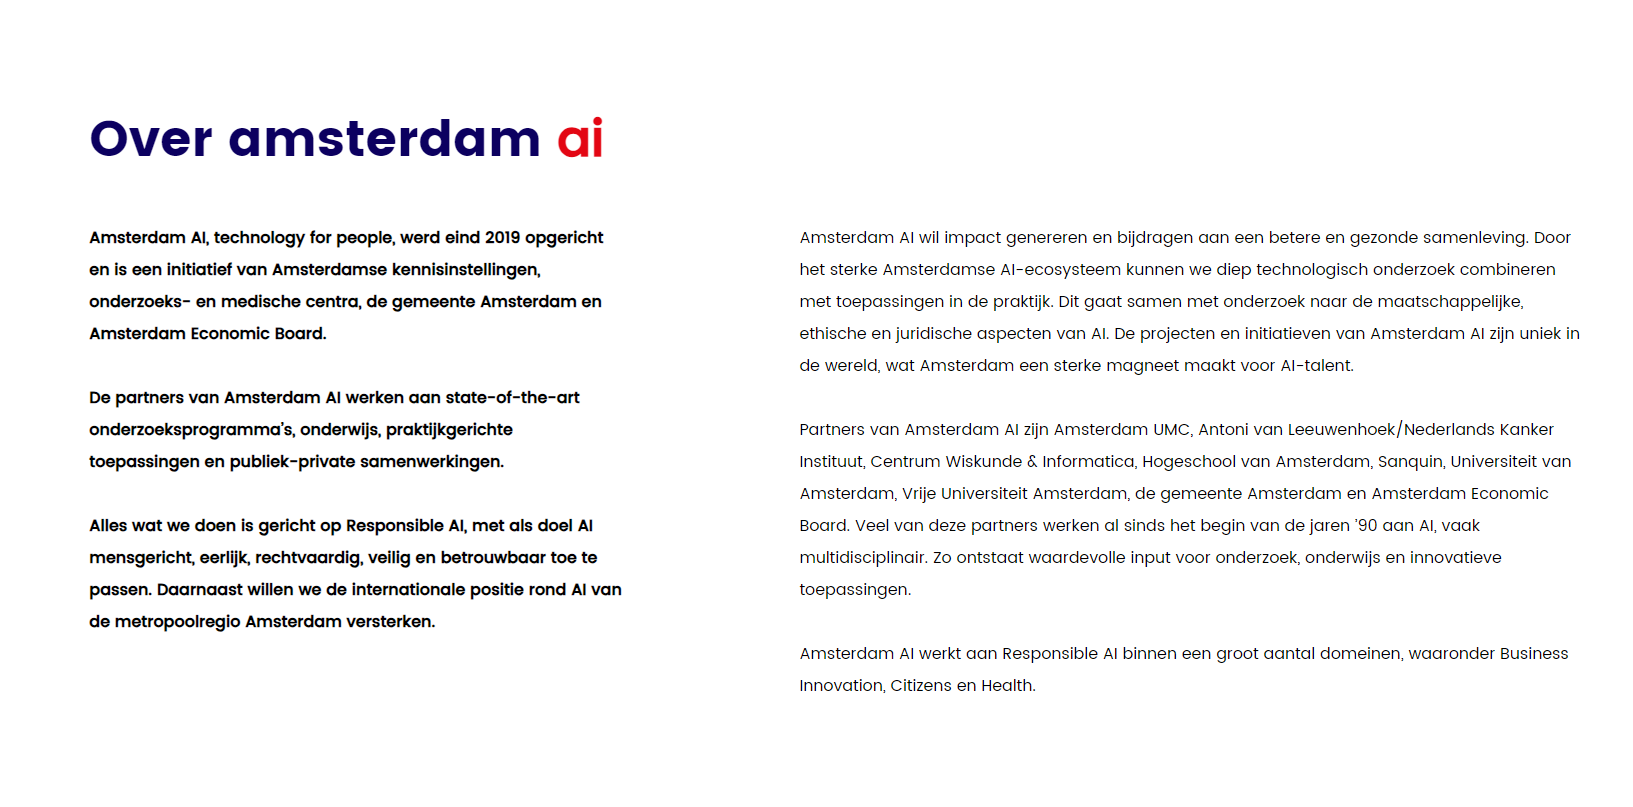 Over amsterdam ai
Amsterdam AI, technology for people, werd eind 2019 opgericht
en is een initiatief van Amsterdamse kennisinstellingen,
onderzoeks- en medische centra, de gemeente Amsterdam en
Amsterdam Economic Board.
De partners van Amsterdam AI werken aan state-of-the-art
onderzoeksprogramma's, onderwijs, praktijkgerichte
toepassingen en publiek-private samenwerkingen.
Alles wat we doen is gericht op Responsible AI, met als doel AI
mensgericht, eerlijk, rechtvaardig, veilig en betrouwbaar toe te
passen. Daarnaast willen we de internationale positie rond AI van
de metropoolregio Amsterdam versterken.
Amsterdam AI wil impact genereren en bijdragen aan een betere en gezonde samenleving. Door
het sterke Amsterdamse AI-ecosysteem kunnen we diep technologisch onderzoek combineren
met toepassingen in de praktijk. Dit gaat samen met onderzoek naar de maatschappelijke,
ethische en juridische aspecten van AI. De projecten en initiatieven van Amsterdam AI zijn uniek in
de wereld, wat Amsterdam een sterke magneet maakt voor AI-talent.
Partners van Amsterdam AI zijn Amsterdam UMC, Antoni van Leeuwenhoek/Nederlands Kanker
Instituut, Centrum Wiskunde & Informatica, Hogeschool van Amsterdam, Sanquin, Universiteit van
Amsterdam, Vrije Universiteit Amsterdam, de gemeente Amsterdam en Amsterdam Economic
Board. Veel van deze partners werken al sinds het begin van de jaren '90 aan AI, vaak
multidisciplinair. Zo ontstaat waardevolle input voor onderzoek, onderwijs en innovatieve
toepassingen.
Amsterdam AI werkt aan Responsible AI binnen een groot aantal domeinen, waaronder Business
Innovation, Citizens en Health.